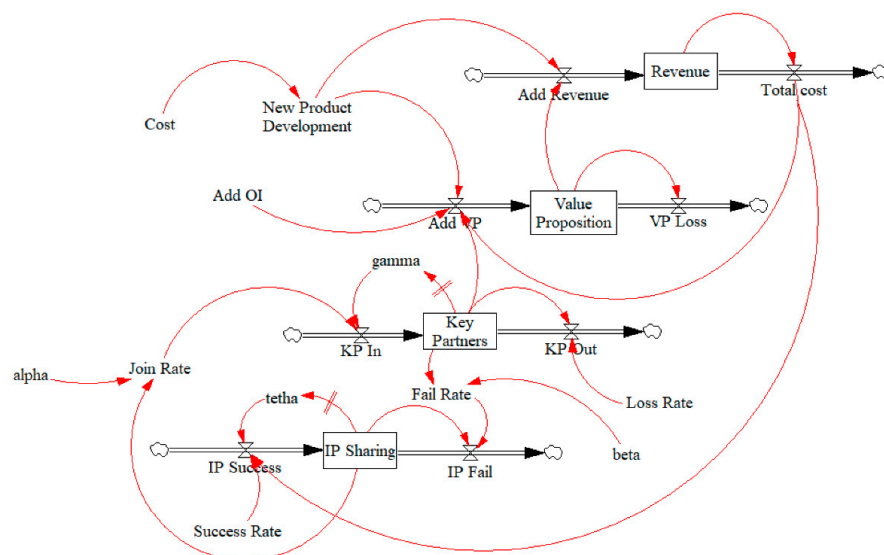 Revenue
Add Revenue
Total cost
New Product
Development
Cost
Add OI
Value
Proposition
Add VP
VP Loss
gamma
Key
Partners
KP In
KP Out
alpha
Join Rate
tetha
Fail Rate
Loss Rate
IP Sharing
IP Success
IP Fail
beta
Success Rate